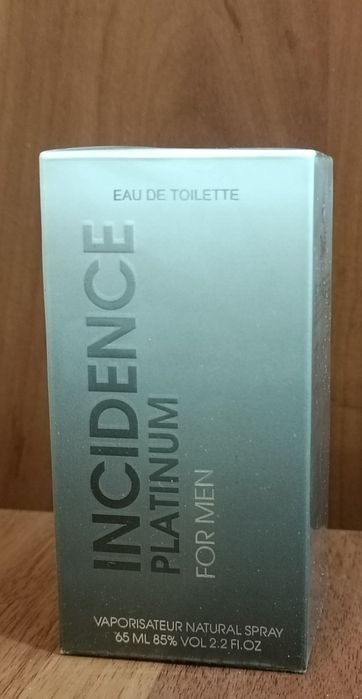 EAU DE TOILETTE
INCIDENCE
PLATINUM
FOR MEN
VAPORISATEUR NATURAL SPRAY
65 ML 85% VOL 2.2 Fl.OZ